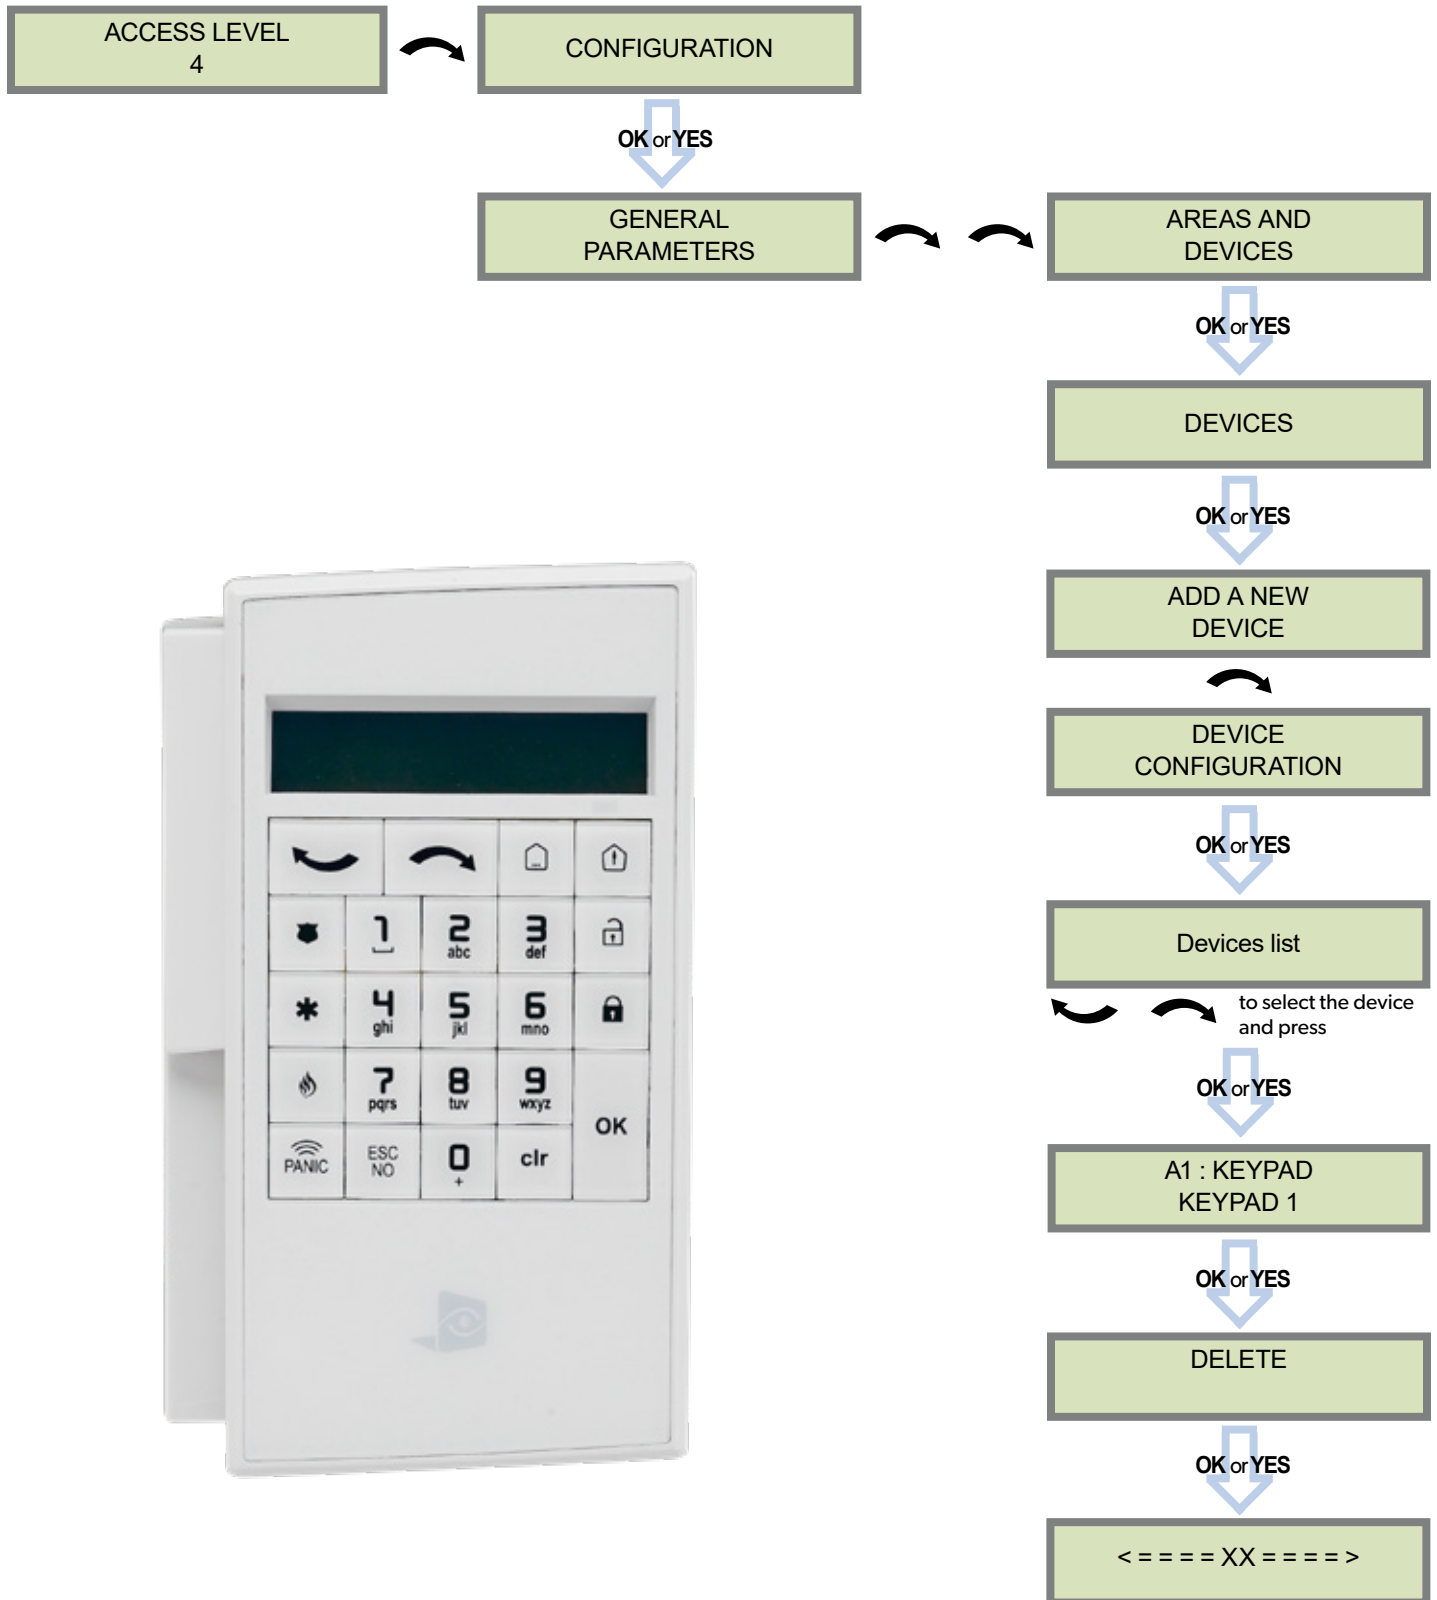 ACCESS LEVEL
4
CONFIGURATION
OK or YES
GENERAL
PARAMETERS
AREAS AND
DEVICES
OK or YES
DEVICES
OK or YES
ADD A NEW
DEVICE
DEVICE
CONFIGURATION
OK or YES
Devices list
to select the device
and press
OK or YES
A1 : KEYPAD
KEYPAD 1
OK or YES
DELETE
OK or YES
< = = = = XX = = = = >
1 2 3
abc def
4 5 6
ghi jkl mno
7 8 9
pqrs tuv wxyz
OK
PANIC ESC 0 clr
NO +